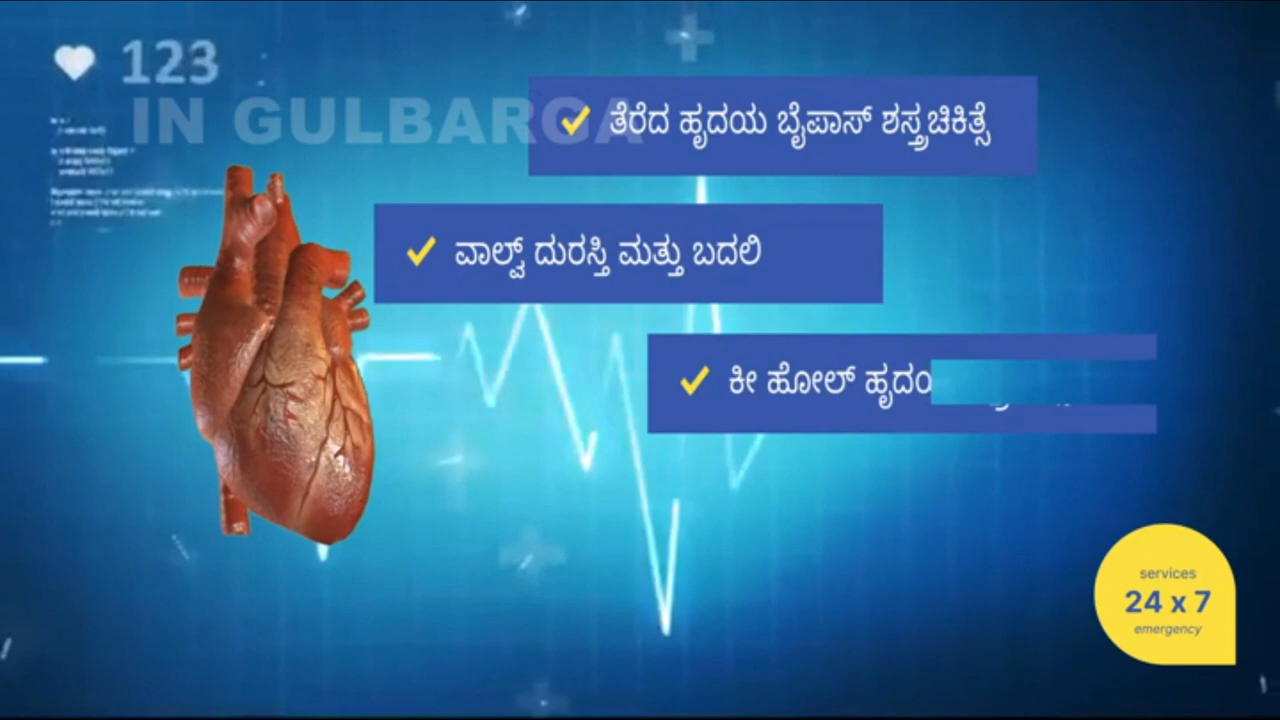 123
IN GULBARGA
ತೆರೆದ ಹೃದಯ ಬೈಪಾಸ್ ಶಸ್ತ್ರಚಿಕಿತ್ಸೆ
ವಾಲ್ವ್ ದುರಸ್ತಿ ಮತ್ತು ಬದಲಿ
ಕೀ ಹೋಲ್
services
24 x 7
emergency